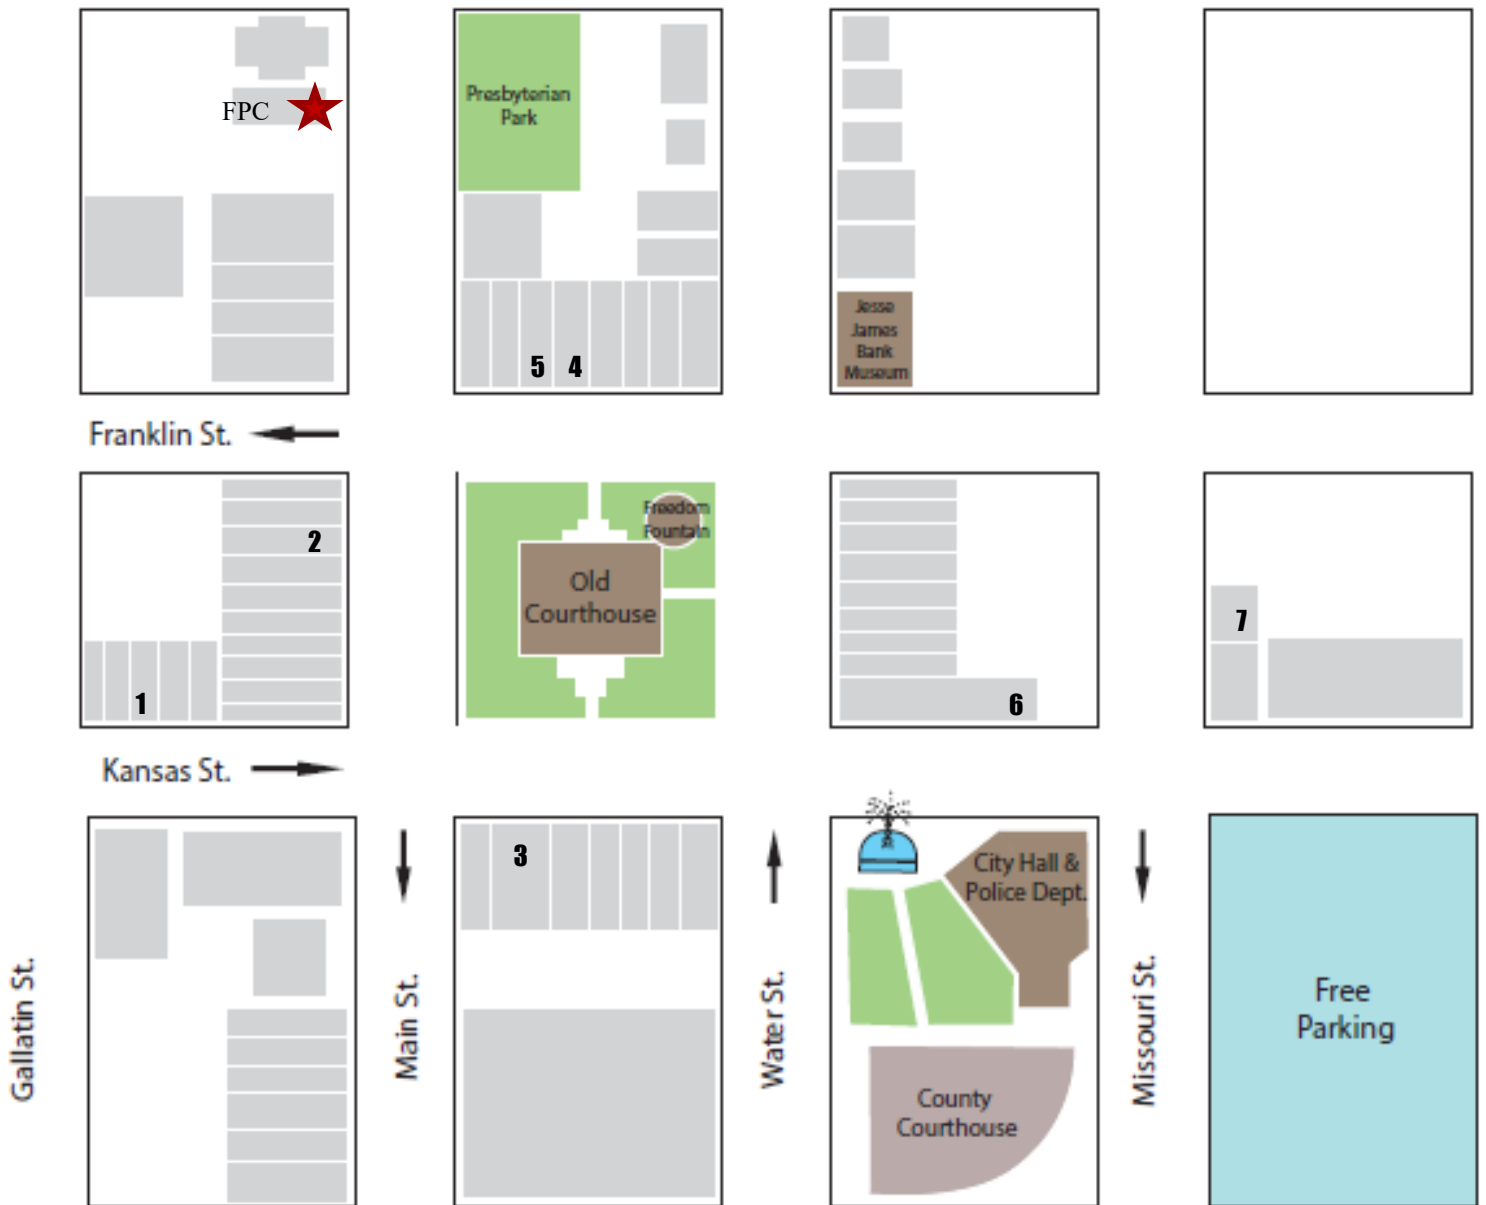 FPC
Presbyterian
Park
5
4
Jesse
James
Bank
Museum
Franklin St.
2
1
Freedom
Fountain
Old
Courthouse
6
7
Kansas St.
Gallatin St.
Main St.
3
Water St.
City Hall &
Police Dept.
County
Courthouse
Missouri St.
Free
Parking